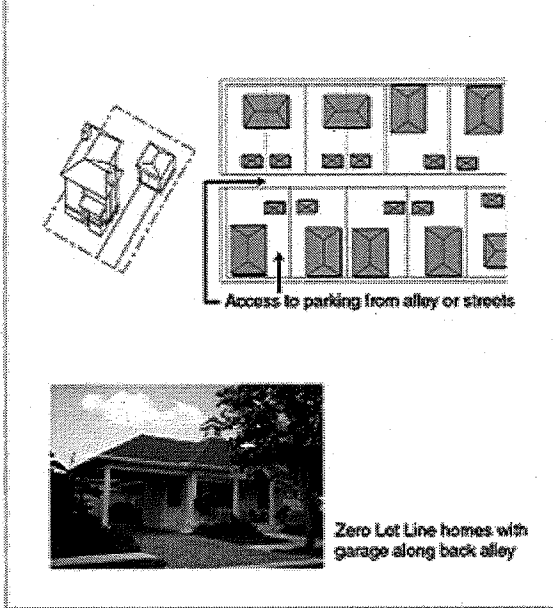 Access to parking from alley or streets
Zero Lot Line homes with
garage along back alley